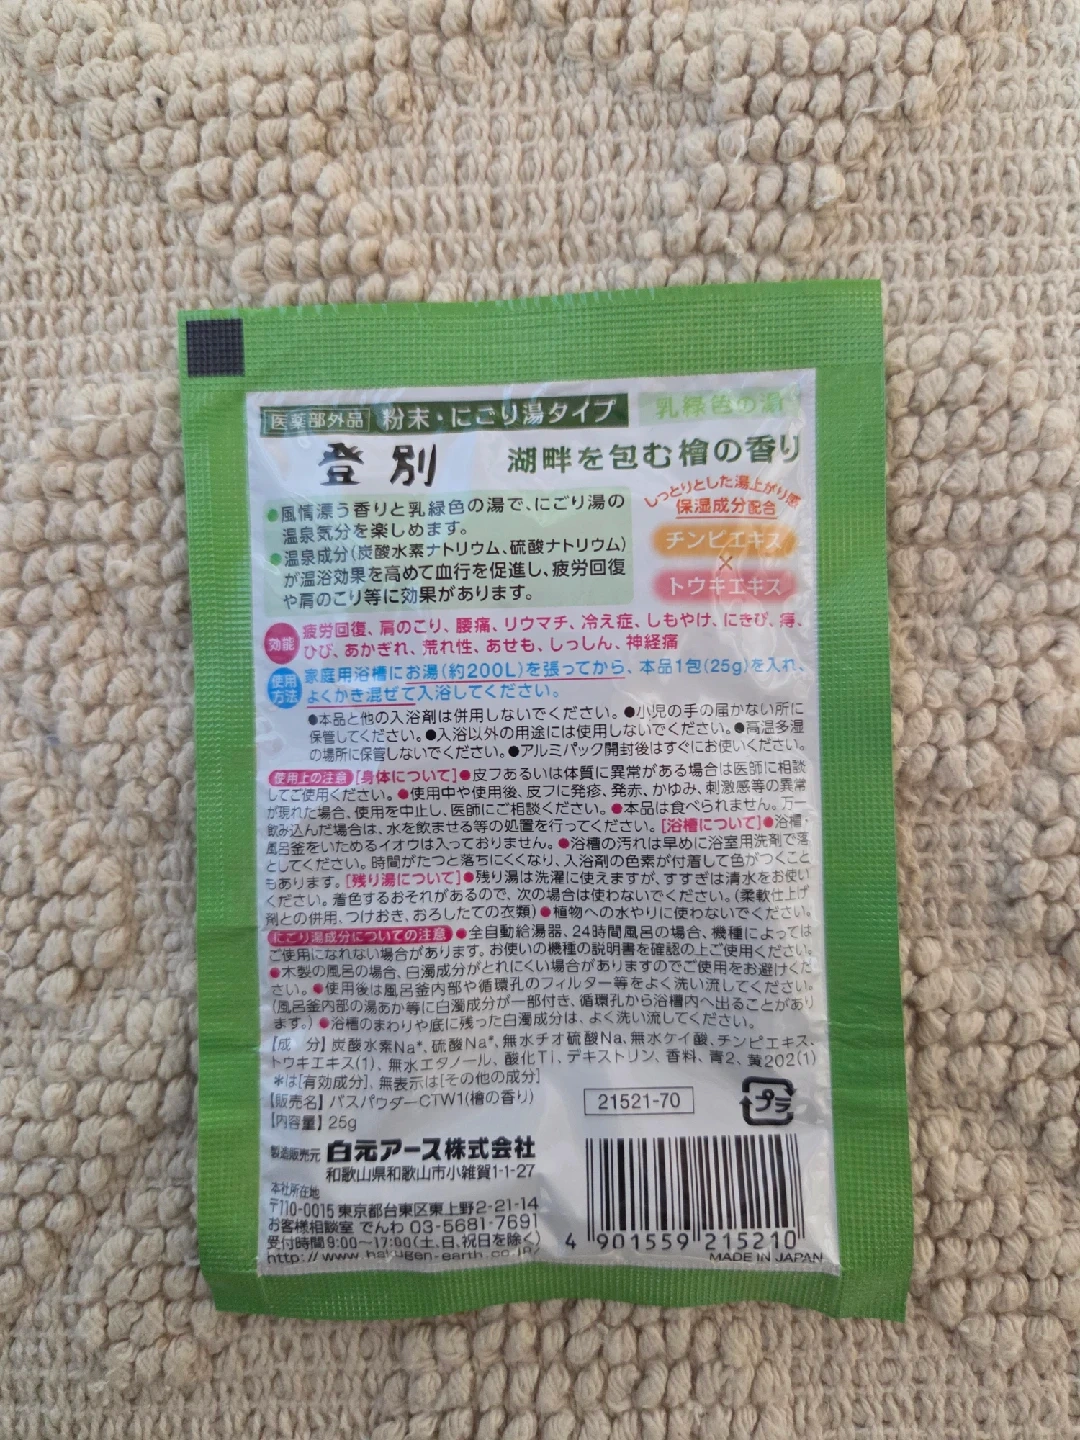 医薬部外品 粉末・にごり湯タイプ 乳緑色の湯
登別 湖畔を包む檜の香り
●風情漂う香りと乳緑色の湯で、にごり湯の
温泉気分を楽しめます。
●温泉成分(炭酸水素ナトリウム、硫酸ナトリウム)
が温浴効果を高めて血行を促進し、疲労回復
や肩のこり等に効果があります。
しっとりとした湯上がり感
保湿成分配合
チンピエキス
×
トウキエキス
効能 疲労回復、肩のこり、腰痛、リウマチ、冷え症、しもやけ、にきび、痔、
ひび、あかぎれ、荒れ性、あせも、しっしん、神経痛
使用方法 家庭用浴槽にお湯(約200L)を張ってから、本品1包(25g)を入れ、
よくかき混ぜて入浴してください。
●本品と他の入浴剤は併用しないでください。●小児の手の届かない所に
保管してください。●入浴以外の用途には使用しないでください。●高温多湿
の場所に保管しないでください。●アルミパック開封後はすぐにお使いください。
使用上の注意 [身体について]●皮フあるいは体質に異常がある場合は医師に相談
してご使用ください。●使用中や使用後、皮フに発疹、発赤、かゆみ、刺激感等の異常
が現れた場合、使用を中止し、医師にご相談ください。●本品は食べられません。万一
飲み込んだ場合は、水を飲ませる等の処置を行ってください。[浴槽について]●浴槽・
風呂釜をいためるイオウは入っておりません。●浴槽の汚れは早めに浴室用洗剤で落
としてください。時間がたつと落ちにくくなり、入浴剤の色素が付着して色がつくこと
もあります。[残り湯について]●残り湯は洗濯に使えますが、すすぎは清水をお使い
ください。着色するおそれがあるので、次の場合は使わないでください。(柔軟仕上げ
剤との併用、つけおき、おろしたての衣類)●植物への水やりに使わないでください。
にごり湯成分についての注意 ●全自動給湯器、24時間風呂の場合、機種によっては
ご使用になれない場合があります。お使いの機種の説明書を確認の上ご使用ください。
●木製の風呂の場合、白濁成分がとれにくい場合がありますのでご使用をお避けくだ
さい。●使用後は風呂釜内部や循環孔のフィルター等をよく洗い流してください。
(風呂釜内部の湯あか等に白濁成分が一部付き、循環孔から浴槽内へ出ることがあり
ます。)●浴槽のまわりや底に残った白濁成分は、よく洗い流してください。
【成 分】炭酸水素Na*、硫酸Na*、無水チオ硫酸Na、無水ケイ酸、チンピエキス、
トウキエキス(1)、無水エタノール、酸化Ti、デキストリン、香料、青2、黄202(1)
*は[有効成分]、無表示は[その他の成分]
【販売名】バスパウダーCTW1(檜の香り)
【内容量】25g
21521-70
プラ
製造販売元 白元アース株式会社
和歌山県和歌山市小雑賀1-1-27
本社所在地
〒110-0015 東京都台東区東上野2-21-14
お客様相談室 でんわ 03-5681-7691
受付時間9:00〜17:00(土、日、祝日を除く)
http://www.hakugen-earth.co.jp/
4 901559 215210
MADE IN JAPAN